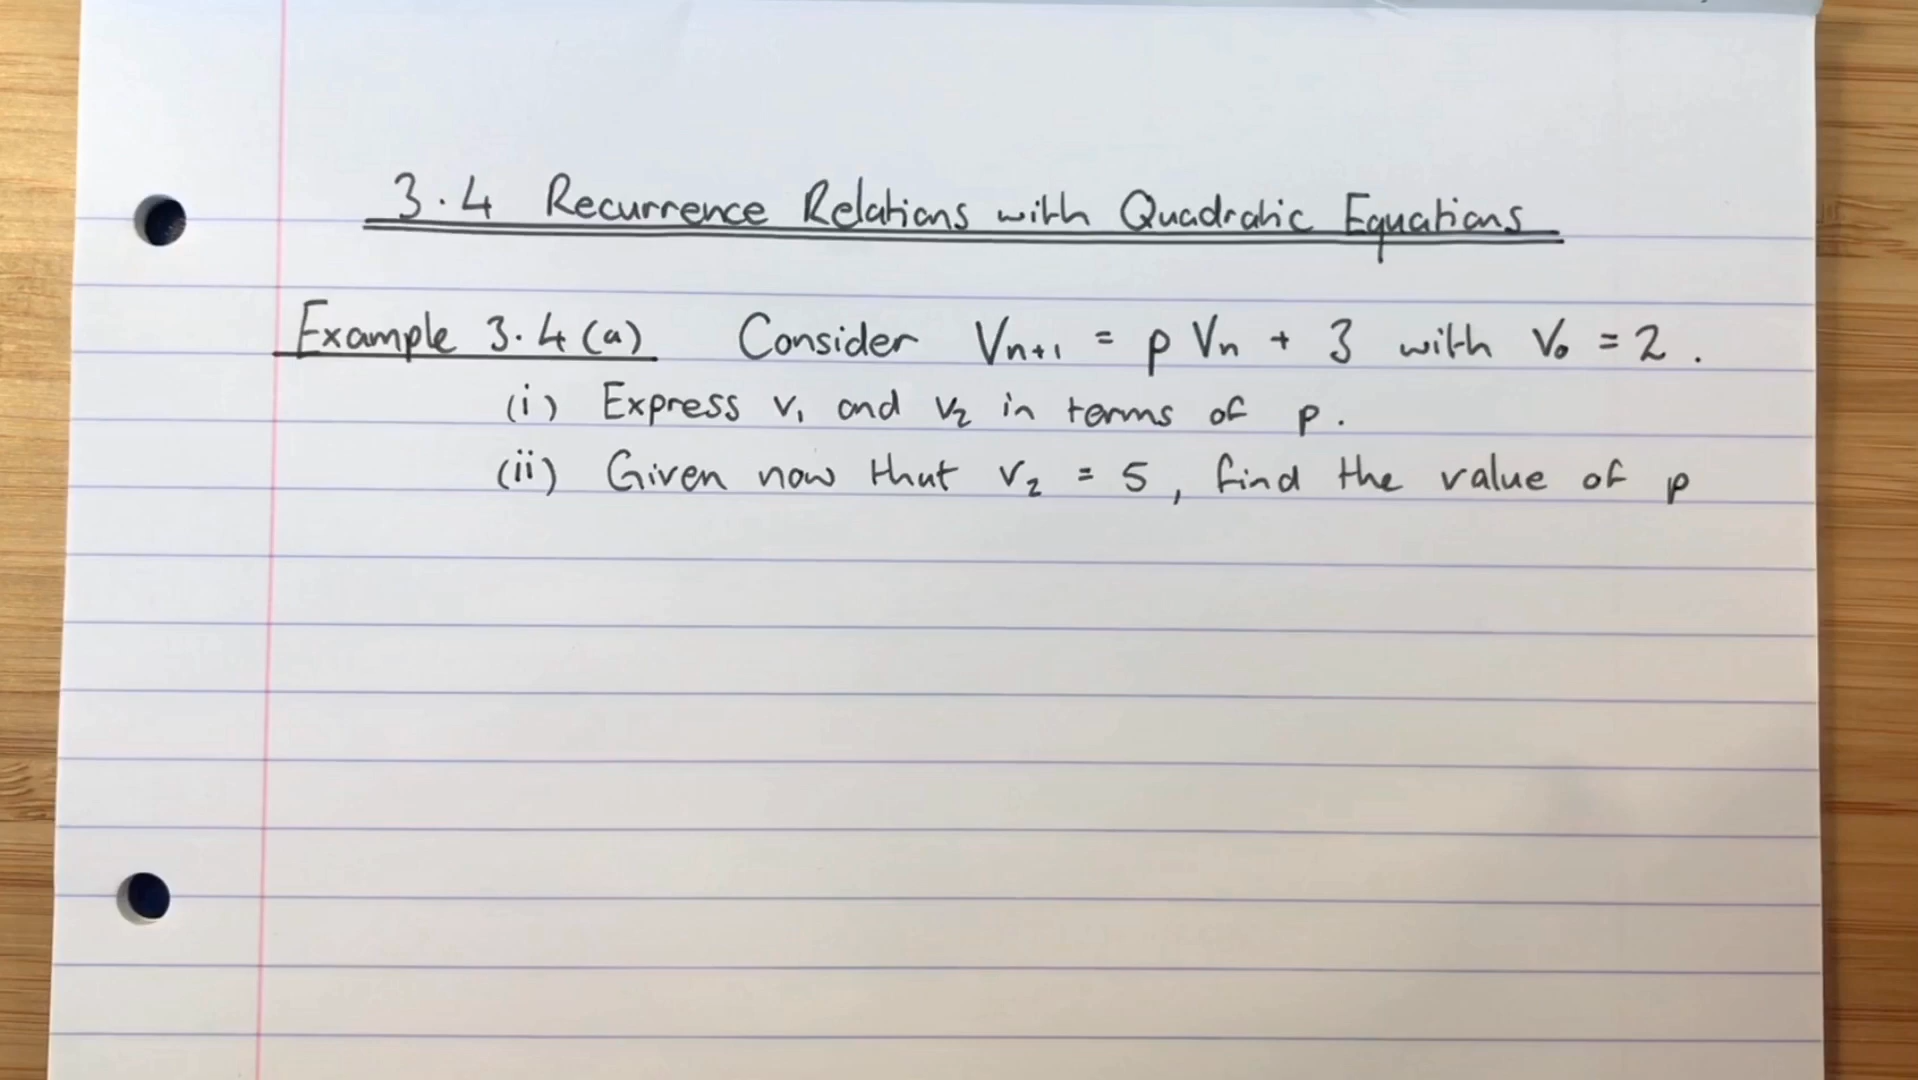 3.4 Recurrence Relations with Quadratic Equations
Example 3.4 (a) Consider Vₙ₊₁ = p Vₙ + 3 with V₀ = 2 .
(i) Express v₁ and v₂ in terms of p .
(ii) Given now that v₂ = 5 , find the value of p